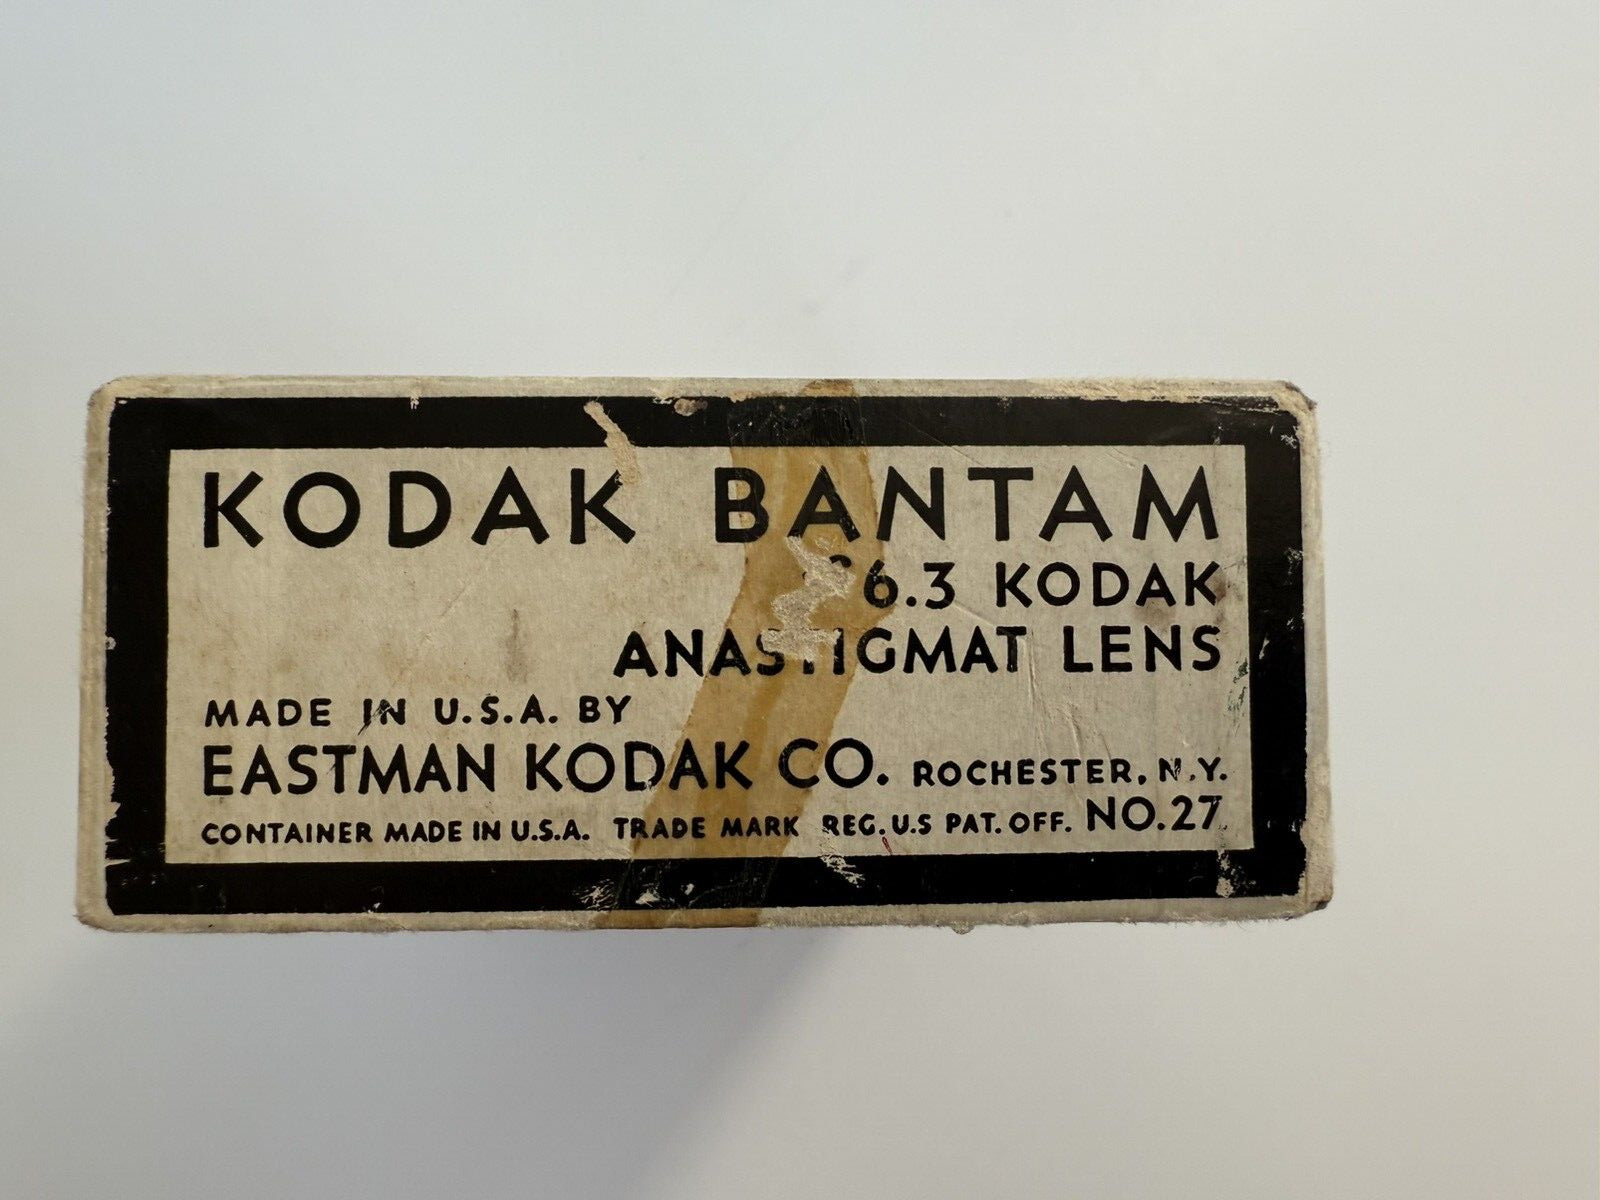 KODAK BANTAM
6.3 KODAK
ANASTIGMAT LENS
MADE IN U.S.A. BY
EASTMAN KODAK CO. ROCHESTER, N.Y.
CONTAINER MADE IN U.S.A. TRADE MARK REG. U.S PAT. OFF. NO. 27